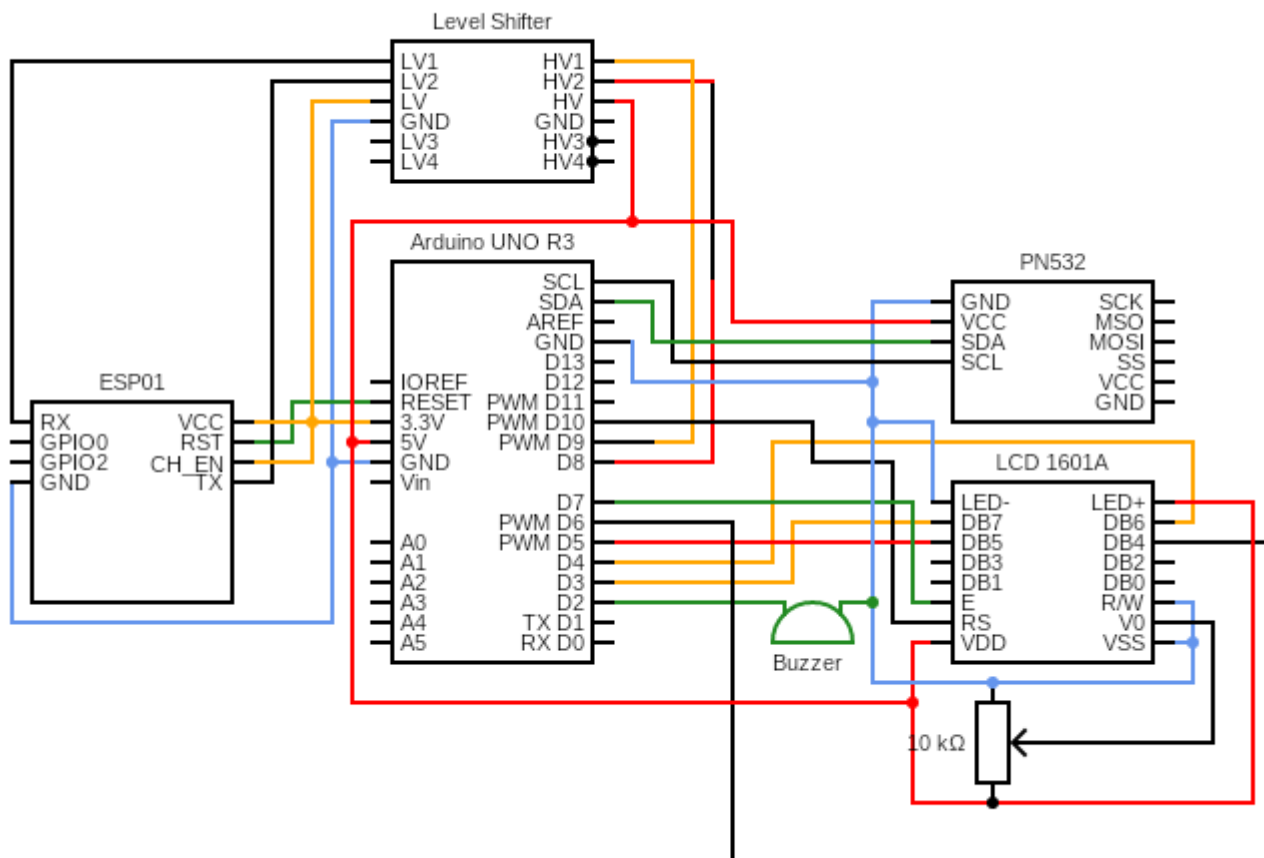 Level Shifter
LV1 HV1
LV2 HV2
LV HV
GND GND
LV3 HV3
LV4 HV4
Arduino UNO R3
SCL
SDA
AREF
GND
D13
IOREF D12
RESET PWM D11
3.3V PWM D10
5V PWM D9
GND D8
Vin
D7
PWM D6
A0 PWM D5
A1 D4
A2 D3
A3 D2
A4 TX D1
A5 RX D0
PN532
GND SCK
VCC MSO
SDA MOSI
SCL SS
VCC
GND
ESP01
RX VCC
GPIO0 RST
GPIO2 CH_EN
GND TX
LCD 1601A
LED- LED+
DB7 DB6
DB5 DB4
DB3 DB2
DB1 DB0
E R/W
RS V0
VDD VSS
Buzzer
10 kΩ